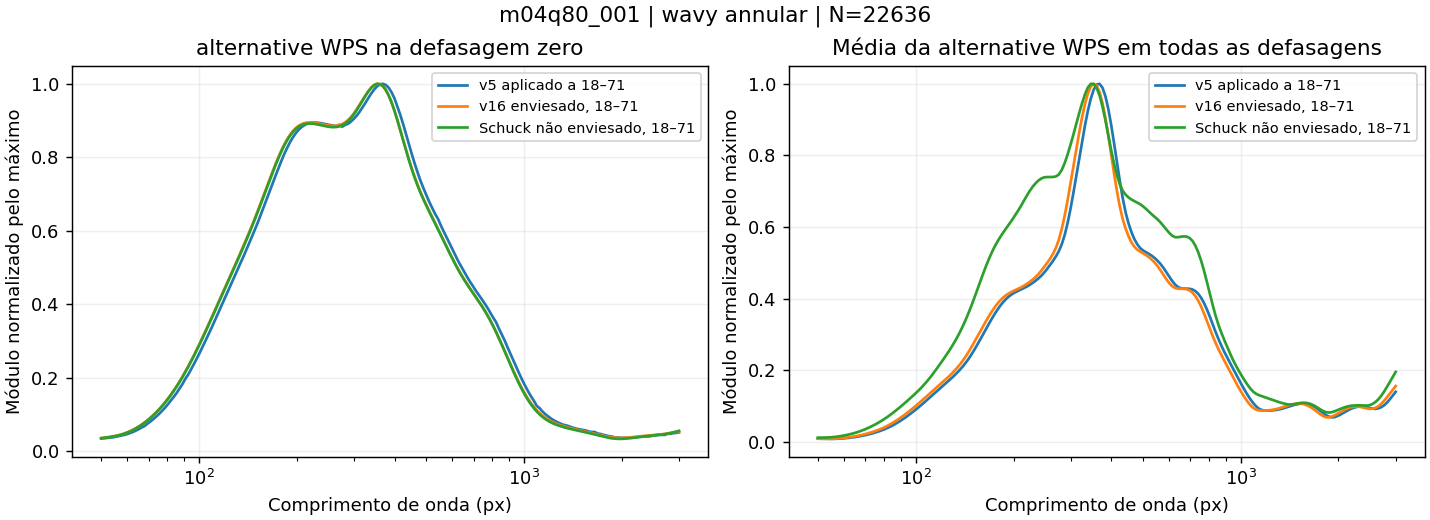 m04q80_001 | wavy annular | N=22636
alternative WPS na defasagem zero
Módulo normalizado pelo máximo
1.0
0.8
0.6
0.4
0.2
0.0
v5 aplicado a 18–71
v16 enviesado, 18–71
Schuck não enviesado, 18–71
10²
10³
Comprimento de onda (px)
Média da alternative WPS em todas as defasagens
Módulo normalizado pelo máximo
1.0
0.8
0.6
0.4
0.2
0.0
v5 aplicado a 18–71
v16 enviesado, 18–71
Schuck não enviesado, 18–71
10²
10³
Comprimento de onda (px)